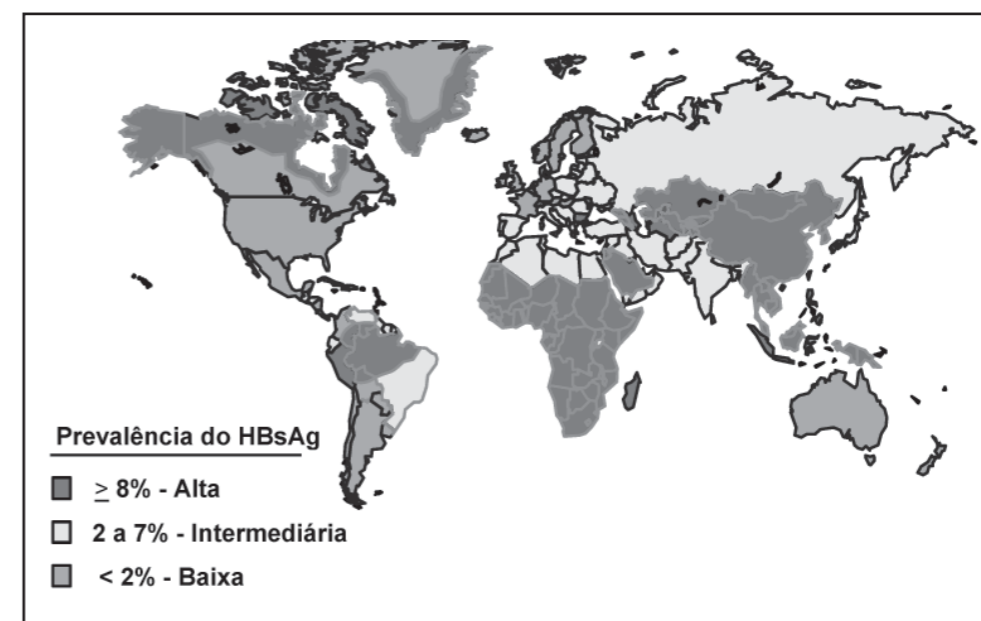 Prevalência do HBsAg
≥ 8% - Alta
2 a 7% - Intermediária
< 2% - Baixa